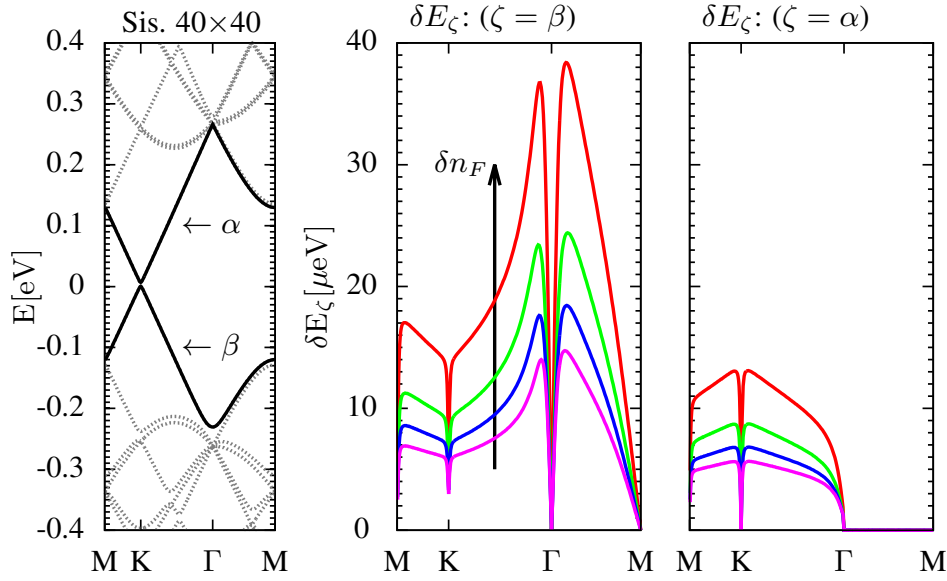 Sis. 40×40
E[eV]
0.4
0.3
0.2
0.1
0
-0.1
-0.2
-0.3
-0.4
← α
← β
M K Γ M
δE_ζ: (ζ = β)
δE_ζ[μeV]
40
30
20
10
0
δn_F
M K Γ M
δE_ζ: (ζ = α)
M K Γ M